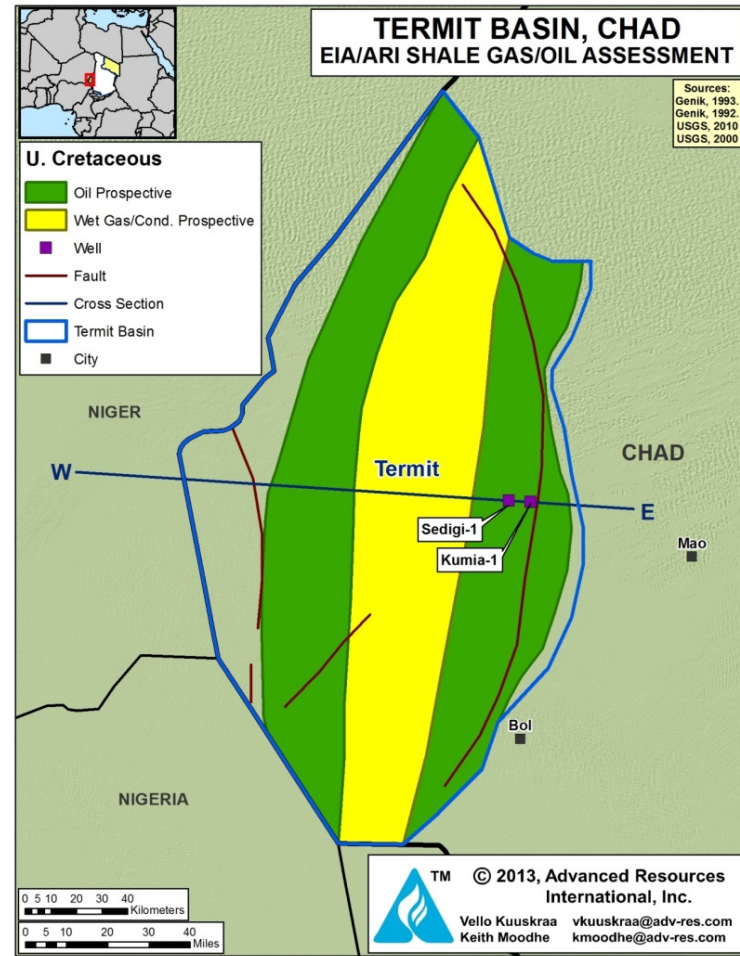 TERMIT BASIN, CHAD
EIA/ARI SHALE GAS/OIL ASSESSMENT
Sources:
Genik, 1993.
Genik, 1992.
USGS, 2010
USGS, 2000
U. Cretaceous
Oil Prospective
Wet Gas/Cond. Prospective
Well
Fault
Cross Section
Termit Basin
City
NIGER
CHAD
W
Termit
E
Sedigi-1
Kumia-1
Mao
Bol
NIGERIA
0 5 10 20 30 40
Kilometers
0 5 10 20 30 40
Miles
TM
© 2013, Advanced Resources
International, Inc.
Vello Kuuskraa vkuuskraa@adv-res.com
Keith Moodhe kmoodhe@adv-res.com